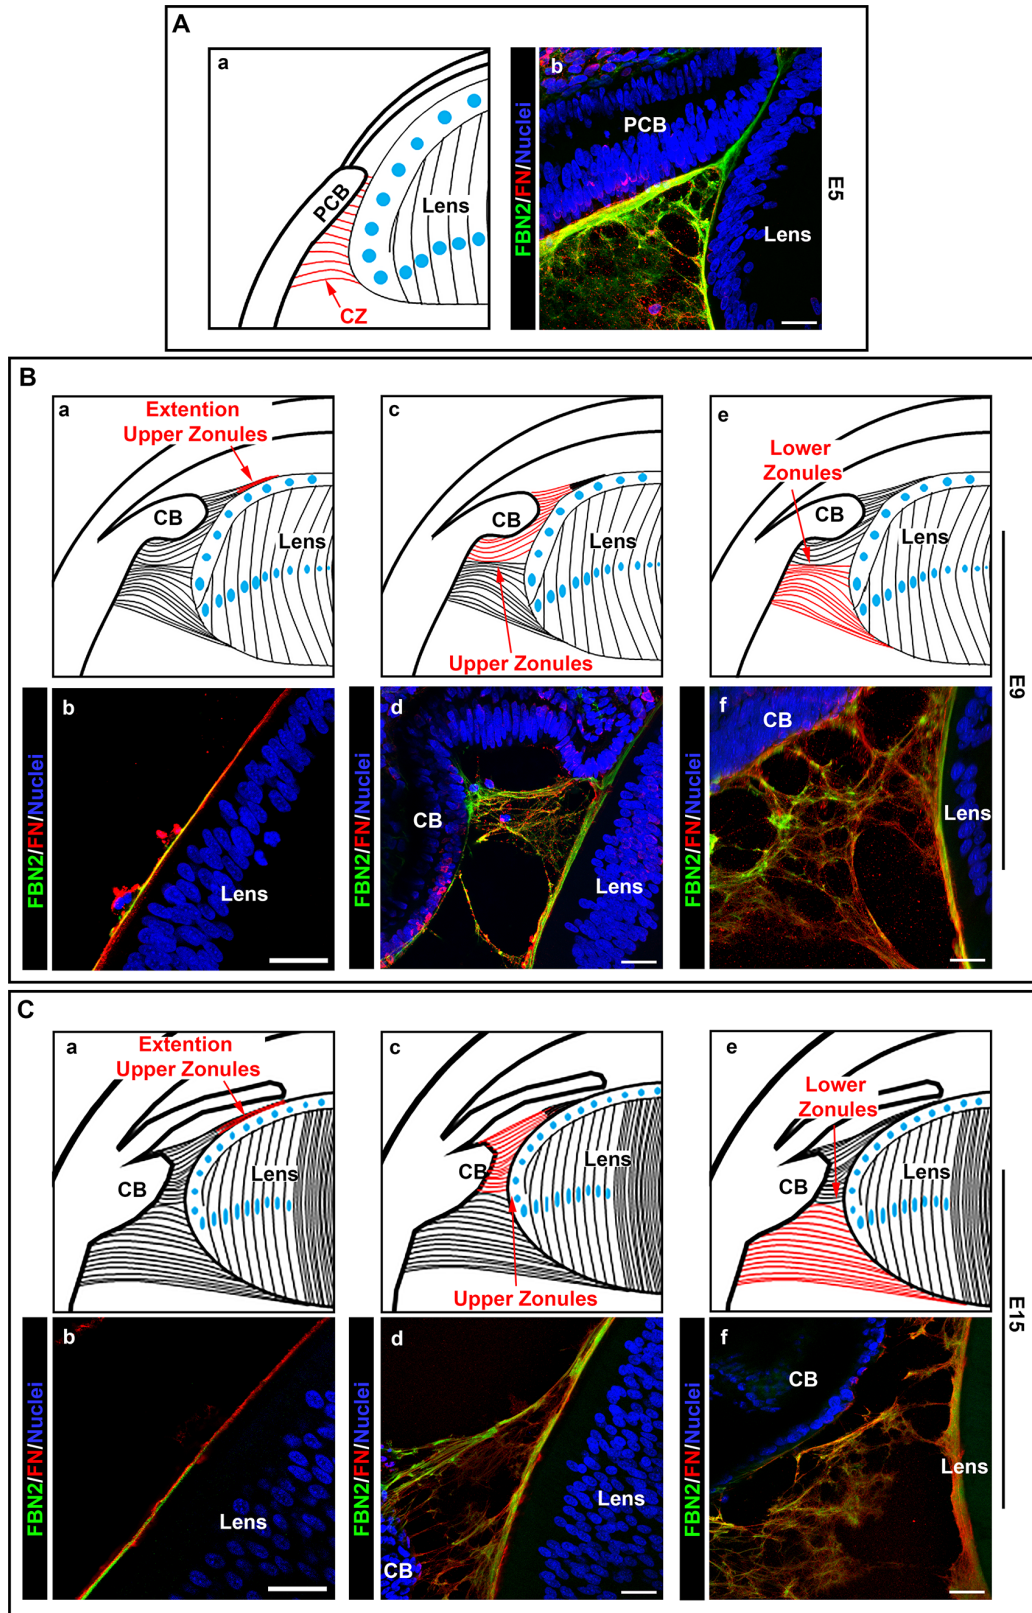 A
a
PCB
Lens
CZ
FBN2/FN/Nuclei
b
PCB
Lens
E5
B
a
Extention
Upper Zonules
CB
Lens
c
CB
Lens
Upper Zonules
e
Lower
Zonules
CB
Lens
FBN2/FN/Nuclei
b
Lens
FBN2/FN/Nuclei
d
CB
Lens
FBN2/FN/Nuclei
f
CB
Lens
E9
C
a
Extention
Upper Zonules
CB
Lens
c
CB
Lens
Upper Zonules
e
Lower
Zonules
CB
Lens
FBN2/FN/Nuclei
b
Lens
FBN2/FN/Nuclei
d
CB
Lens
FBN2/FN/Nuclei
f
CB
Lens
E15